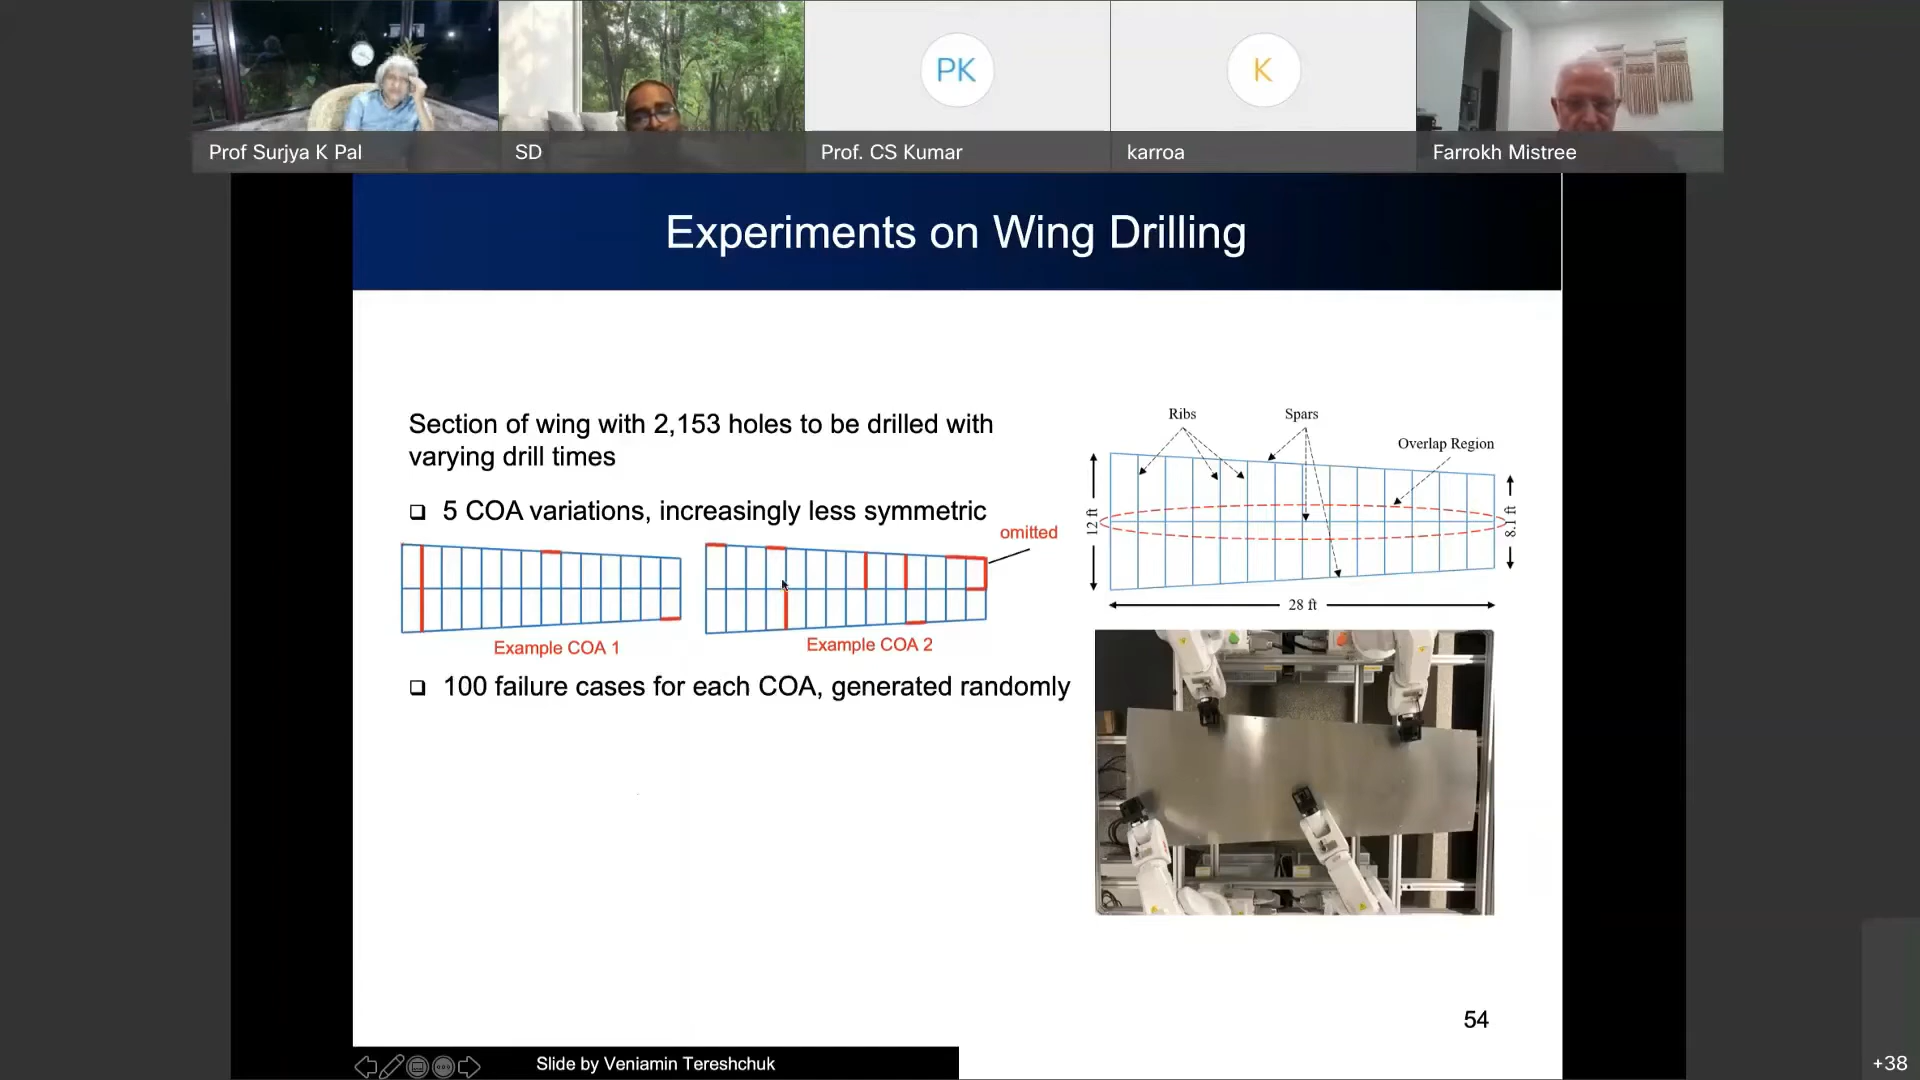 PK
K
Prof Surjya K Pal
SD
Prof. CS Kumar
karroa
Farrokh Mistree
Experiments on Wing Drilling
Section of wing with 2,153 holes to be drilled with
varying drill times
❑ 5 COA variations, increasingly less symmetric
omitted
Example COA 1
Example COA 2
❑ 100 failure cases for each COA, generated randomly
Ribs
Spars
Overlap Region
12 ft
8.1 ft
28 ft
54
Slide by Veniamin Tereshchuk
+38